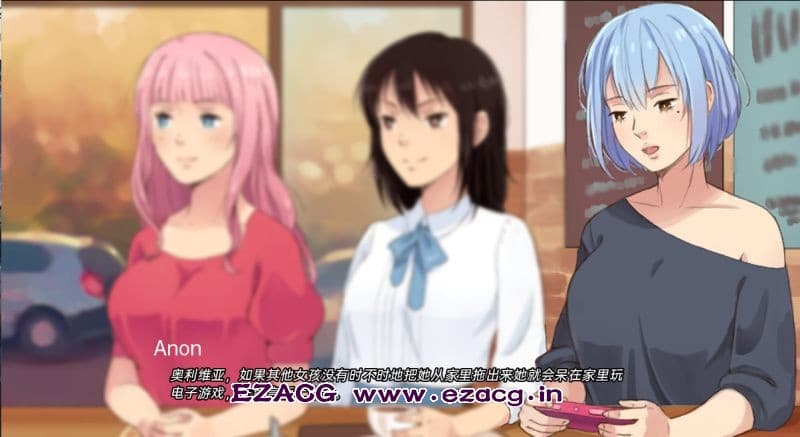 Anon
奥利维亚，如果其他女孩没有时不时地把她从家里拖出来她就会呆在家里玩
电子游戏，
EZACG www.ezacg.in